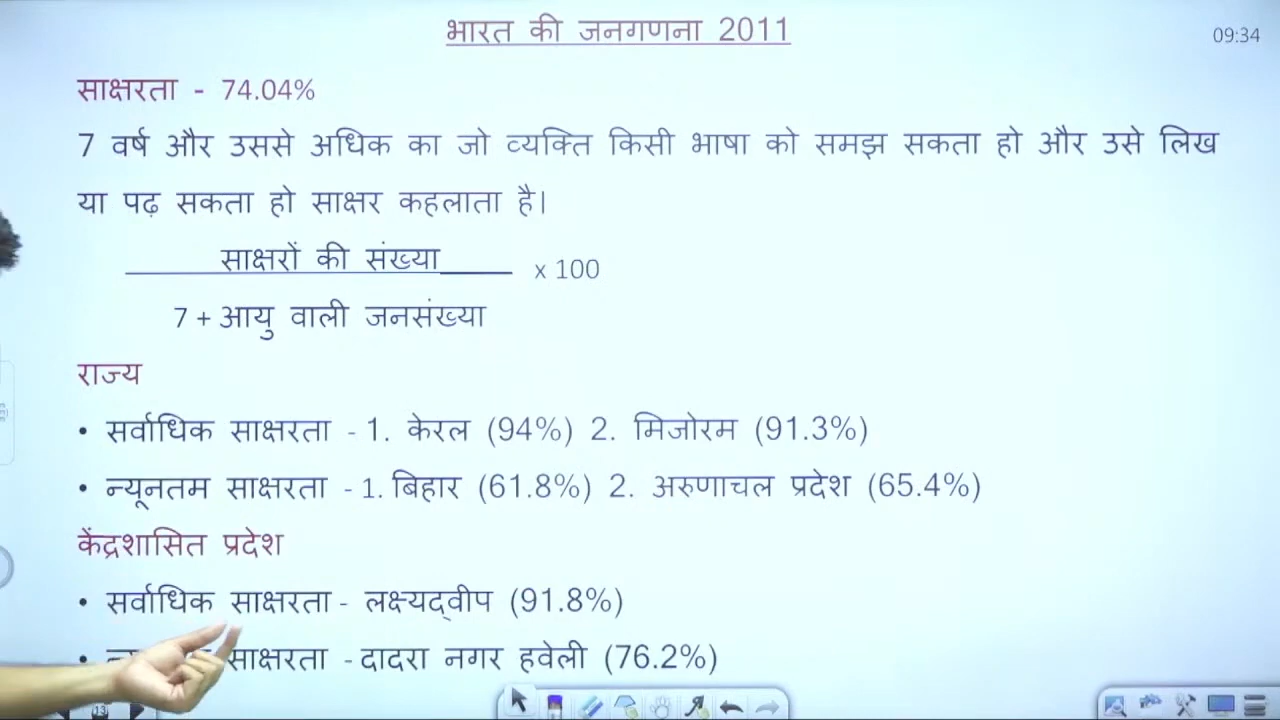 भारत की जनगणना 2011
09:34
साक्षरता - 74.04%
7 वर्ष और उससे अधिक का जो व्यक्ति किसी भाषा को समझ सकता हो और उसे लिख
या पढ़ सकता हो साक्षर कहलाता है।
साक्षरों की संख्या x 100
7 + आयु वाली जनसंख्या
राज्य
• सर्वाधिक साक्षरता - 1. केरल (94%) 2. मिजोरम (91.3%)
• न्यूनतम साक्षरता - 1. बिहार (61.8%) 2. अरुणाचल प्रदेश (65.4%)
केंद्रशासित प्रदेश
• सर्वाधिक साक्षरता - लक्ष्यद्वीप (91.8%)
• साक्षरता - दादरा नगर हवेली (76.2%)
13